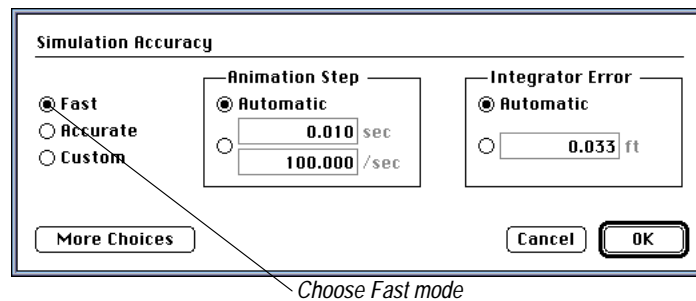 Simulation Accuracy
Fast
Accurate
Custom
Animation Step
Automatic
0.010 sec
100.000 /sec
Integrator Error
Automatic
0.033 ft
More Choices
Cancel
OK
Choose Fast mode